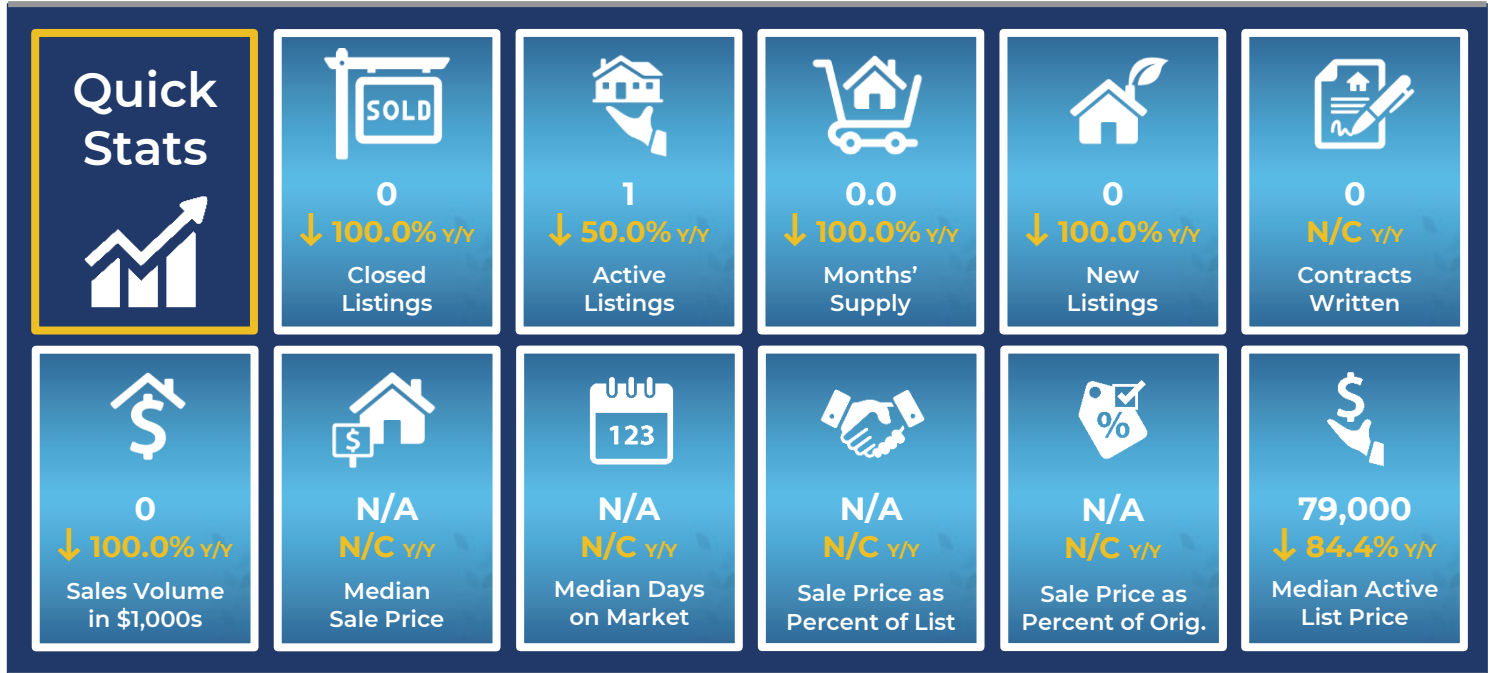 Quick
Stats
SOLD
0
↓ 100.0% Y/Y
Closed
Listings
1
↓ 50.0% Y/Y
Active
Listings
0.0
↓ 100.0% Y/Y
Months’
Supply
0
↓ 100.0% Y/Y
New
Listings
0
N/C Y/Y
Contracts
Written
$
0
↓ 100.0% Y/Y
Sales Volume
in $1,000s
$
N/A
N/C Y/Y
Median
Sale Price
123
N/A
N/C Y/Y
Median Days
on Market
N/A
N/C Y/Y
Sale Price as
Percent of List
%
N/A
N/C Y/Y
Sale Price as
Percent of Orig.
$
79,000
↓ 84.4% Y/Y
Median Active
List Price